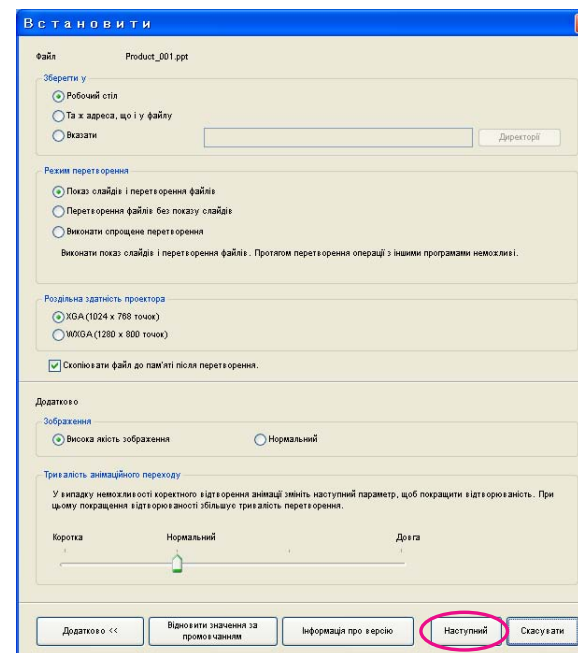 Встановити
Файл Product_001.ppt
Зберегти у
Робочий стіл
Та ж адреса, що і у файлу
Вказати Директорії
Режим перетворення
Показ слайдів і перетворення файлів
Перетворення файлів без показу слайдів
Виконати спрощене перетворення
Виконати показ слайдів і перетворення файлів. Протягом перетворення операції з іншими програмами неможливі.
Роздільна здатність проектора
XGA (1024 x 768 точок)
WXGA (1280 x 800 точок)
Скопіювати файл до пам'яті після перетворення.
Додатково
Зображення
Висока якість зображення Нормальний
Тривалість анімаційного переходу
У випадку неможливості коректного відтворення анімації змініть наступний параметр, щоб покращити відтворюваність. При
цьому покращення відтворюваності збільшує тривалість перетворення.
Коротка Нормальний Довга
Додатково << Відновити значення за
промовчанням Інформація про версію Наступний Скасувати